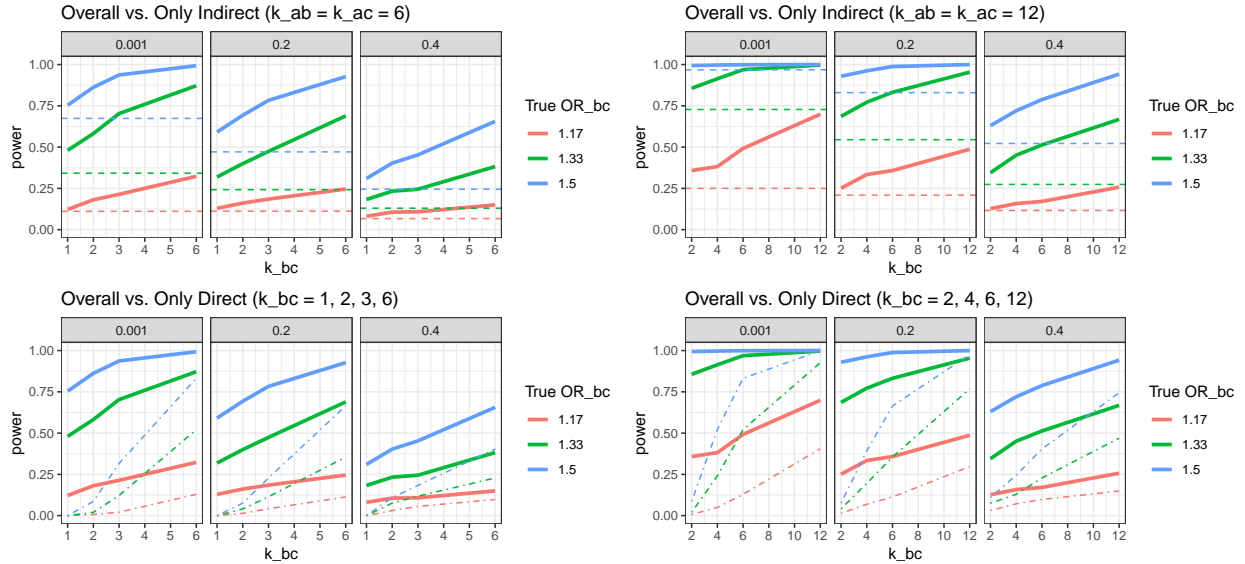 Overall vs. Only Indirect (k_ab = k_ac = 6)
0.001 0.2 0.4
1.00
0.75
0.50
0.25
0.00
power
1 2 3 4 5 6 1 2 3 4 5 6 1 2 3 4 5 6
k_bc
True OR_bc
1.17
1.33
1.5
Overall vs. Only Indirect (k_ab = k_ac = 12)
0.001 0.2 0.4
1.00
0.75
0.50
0.25
0.00
power
2 4 6 8 10 12 2 4 6 8 10 12 2 4 6 8 10 12
k_bc
True OR_bc
1.17
1.33
1.5
Overall vs. Only Direct (k_bc = 1, 2, 3, 6)
0.001 0.2 0.4
1.00
0.75
0.50
0.25
0.00
power
1 2 3 4 5 6 1 2 3 4 5 6 1 2 3 4 5 6
k_bc
True OR_bc
1.17
1.33
1.5
Overall vs. Only Direct (k_bc = 2, 4, 6, 12)
0.001 0.2 0.4
1.00
0.75
0.50
0.25
0.00
power
2 4 6 8 10 12 2 4 6 8 10 12 2 4 6 8 10 12
k_bc
True OR_bc
1.17
1.33
1.5